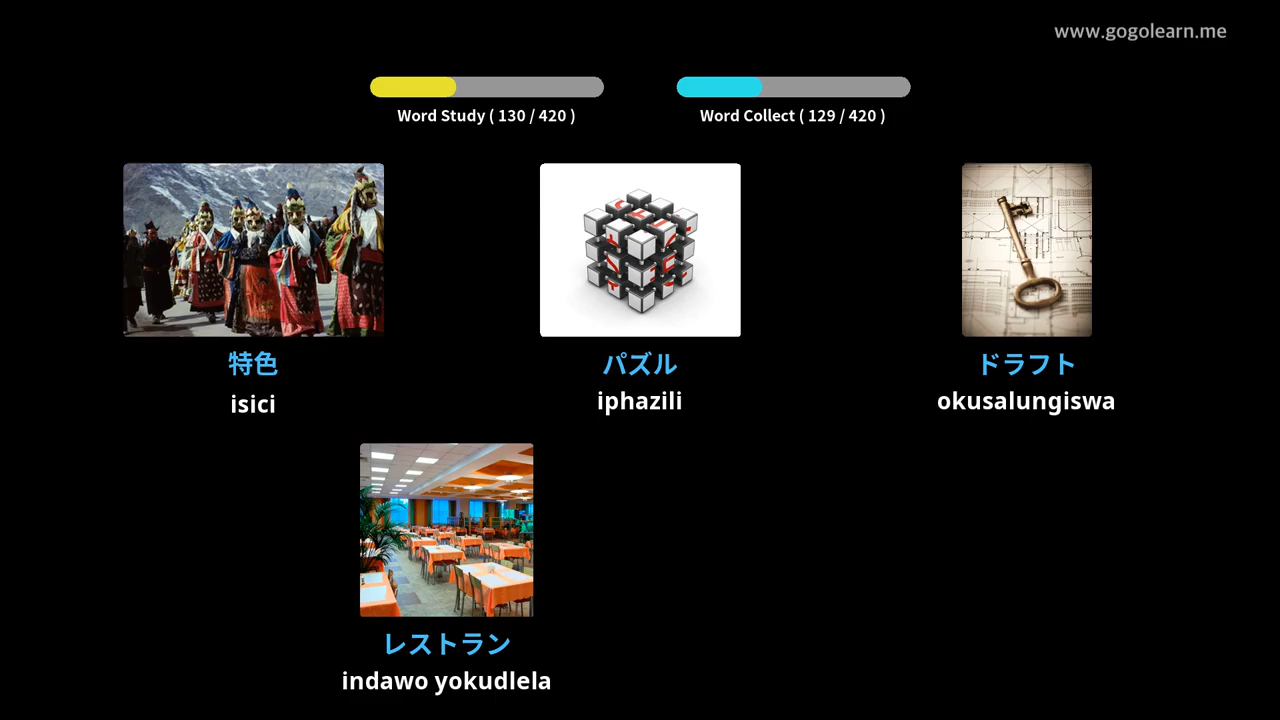 www.gogolearn.me
Word Study ( 130 / 420 )
Word Collect ( 129 / 420 )
特色
isici
パズル
iphazili
ドラフト
okusalungiswa
レストラン
indawo yokudlela